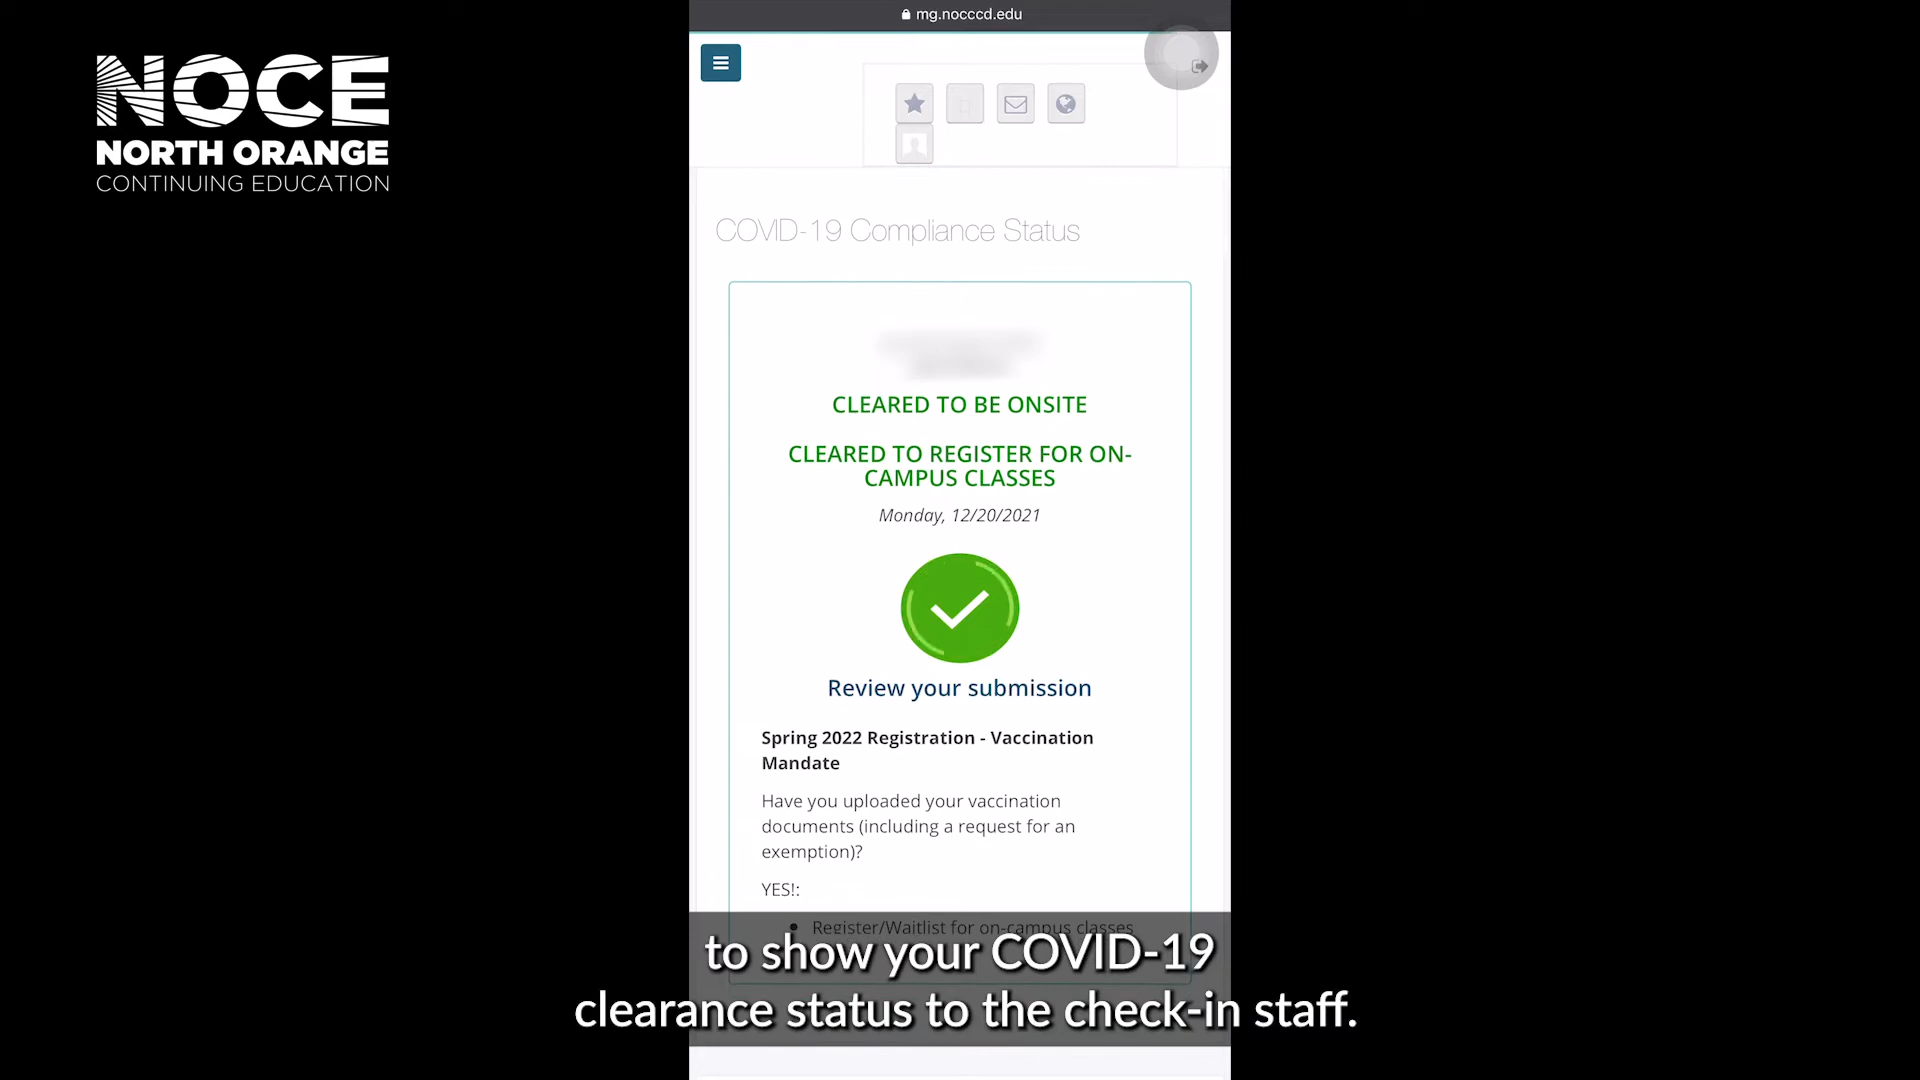 mg.nocccd.edu
NOCE
NORTH ORANGE
CONTINUING EDUCATION
COVID-19 Compliance Status
CLEARED TO BE ONSITE
CLEARED TO REGISTER FOR ON-
CAMPUS CLASSES
Monday, 12/20/2021
Review your submission
Spring 2022 Registration - Vaccination
Mandate
Have you uploaded your vaccination
documents (including a request for an
exemption)?
YES!:
• Register/Waitlist for on-campus classes
to show your COVID-19
clearance status to the check-in staff.